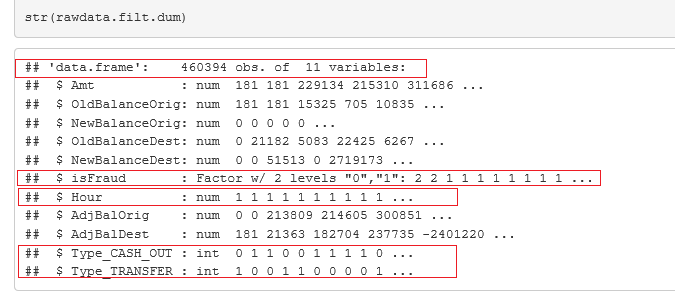 str(rawdata.filt.dum)
## 'data.frame':    460394 obs. of  11 variables:
##  $ Amt           : num  181 181 229134 215310 311686 ...
##  $ OldBalanceOrig: num  181 181 15325 705 10835 ...
##  $ NewBalanceOrig: num  0 0 0 0 0 ...
##  $ OldBalanceDest: num  0 21182 5083 22425 6267 ...
##  $ NewBalanceDest: num  0 0 51513 0 2719173 ...
##  $ isFraud       : Factor w/ 2 levels "0","1": 2 2 1 1 1 1 1 1 1 1 ...
##  $ Hour          : num  1 1 1 1 1 1 1 1 1 1 ...
##  $ AdjBalOrig    : num  0 0 213809 214605 300851 ...
##  $ AdjBalDest    : num  181 21363 182704 237735 -2401220 ...
##  $ Type_CASH_OUT : int  0 1 1 0 0 1 1 1 1 0 ...
##  $ Type_TRANSFER : int  1 0 0 1 1 0 0 0 0 1 ...